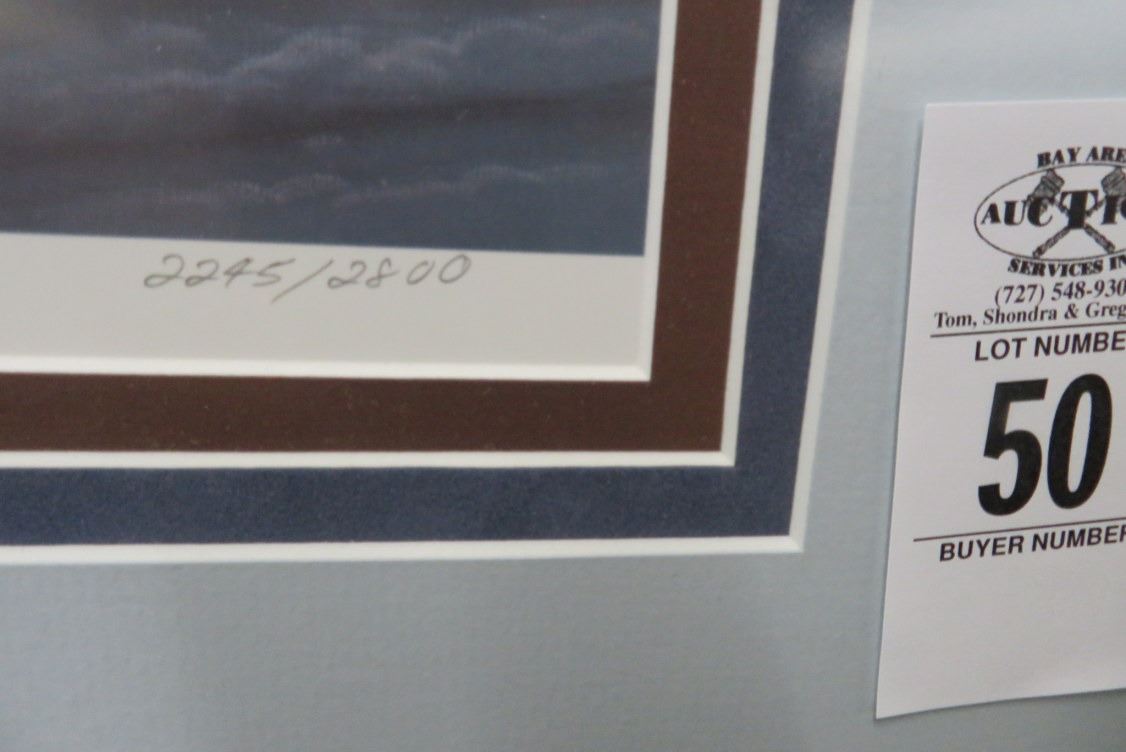 2245/2800
BAY ARE
AUCTIO
SERVICES IN
(727) 548-930
Tom, Shondra & Greg
LOT NUMBE
50
BUYER NUMBER